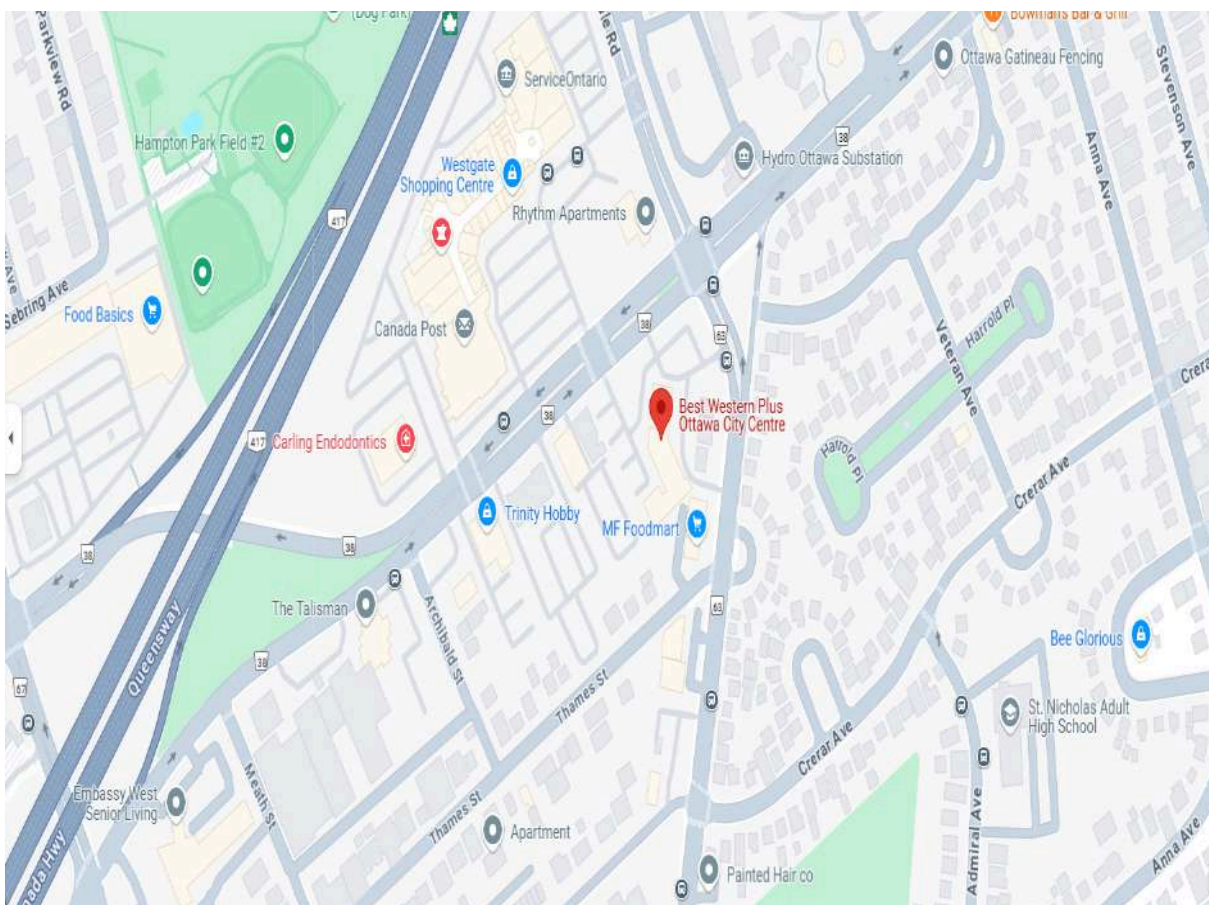 (Dog Park)
Bowman's Bar & Grill
Parkview Rd
Ottawa Gatineau Fencing
ServiceOntario
Stevenson Ave
Hampton Park Field #2
38
Hydro Ottawa Substation
Anna Ave
Westgate
Shopping Centre
417
Rhythm Apartments
Sebring Ave
Food Basics
Canada Post
38
63
Harrold Pl
Veteran Ave
Best Western Plus
Ottawa City Centre
38
417
Carling Endodontics
Harrold Pl
Crerar Ave
Trinity Hobby
MF Foodmart
38
38
The Talisman
Archibald St
63
Bee Glorious
Queensway
38
67
Thames St
St. Nicholas Adult
High School
Crerar Ave
Embassy West
Senior Living
Meath St
Thames St
Apartment
Admiral Ave
Anna Ave
Painted Hair co